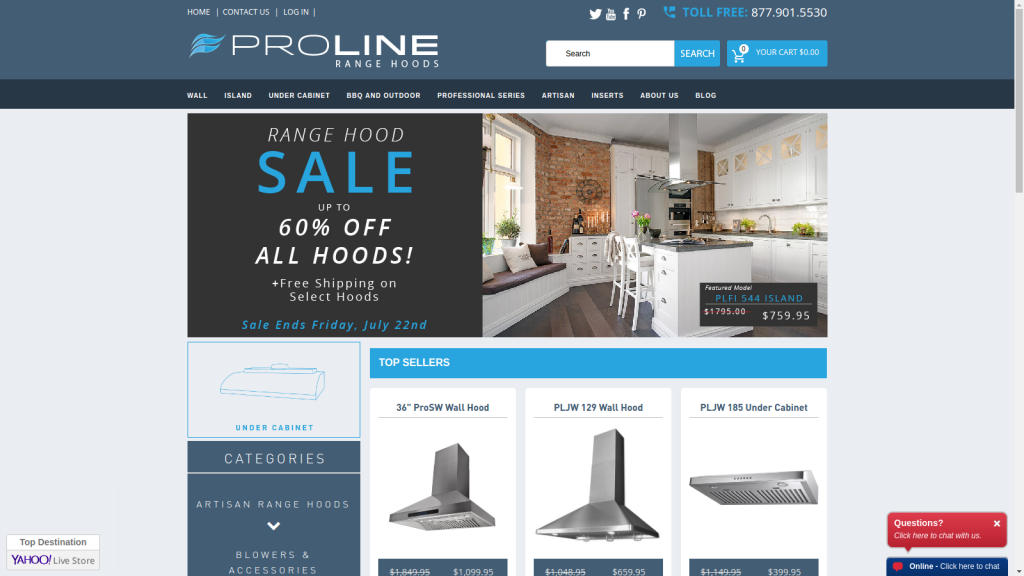 HOME | CONTACT US | LOG IN |
TOLL FREE: 877.901.5530
PROLINE
RANGE HOODS
Search
SEARCH
0
YOUR CART $0.00
WALL ISLAND UNDER CABINET BBQ AND OUTDOOR PROFESSIONAL SERIES ARTISAN INSERTS ABOUT US BLOG
RANGE HOOD
SALE
UP TO
60% OFF
ALL HOODS!
+Free Shipping on
Select Hoods
Sale Ends Friday, July 22nd
Featured Model
PLFI 544 ISLAND
$1795.00 $759.95
UNDER CABINET
CATEGORIES
ARTISAN RANGE HOODS
BLOWERS &
ACCESSORIES
TOP SELLERS
36" ProSW Wall Hood
$1,849.95 $1,099.95
PLJW 129 Wall Hood
$1,048.95 $659.95
PLJW 185 Under Cabinet
$1,149.95 $399.95
Top Destination
YAHOO! Live Store
Questions?
Click here to chat with us.
Online - Click here to chat